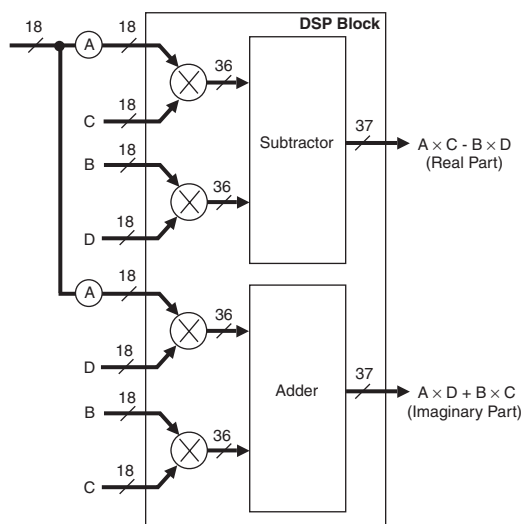 DSP Block
18
A
18
36
18
C
37
Subtractor
A × C - B × D
(Real Part)
18
B
36
18
D
18
A
36
18
D
37
Adder
A × D + B × C
(Imaginary Part)
18
B
36
18
C